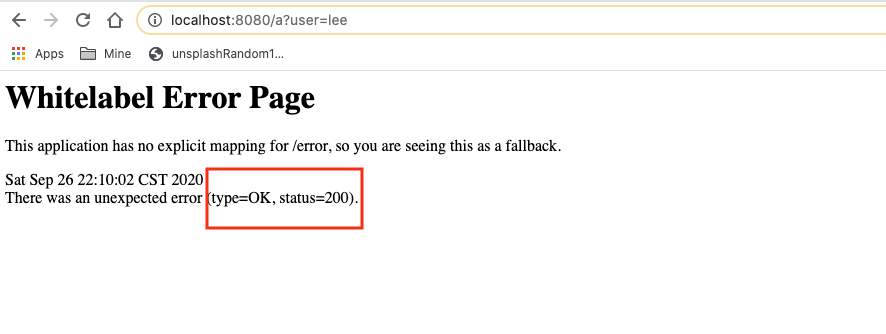 localhost:8080/a?user=lee
Apps Mine unsplashRandom1...
Whitelabel Error Page
This application has no explicit mapping for /error, so you are seeing this as a fallback.
Sat Sep 26 22:10:02 CST 2020
There was an unexpected error (type=OK, status=200).